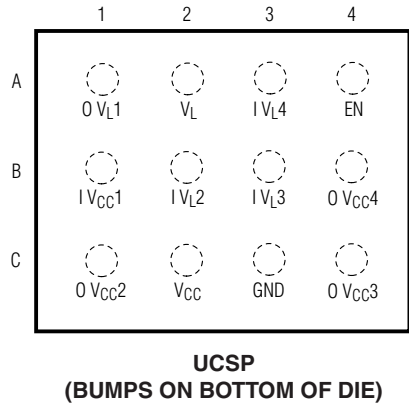 1 2 3 4
A
O VL1 VL I VL4 EN
B
I VCC1 I VL2 I VL3 O VCC4
C
O VCC2 VCC GND O VCC3
UCSP
(BUMPS ON BOTTOM OF DIE)